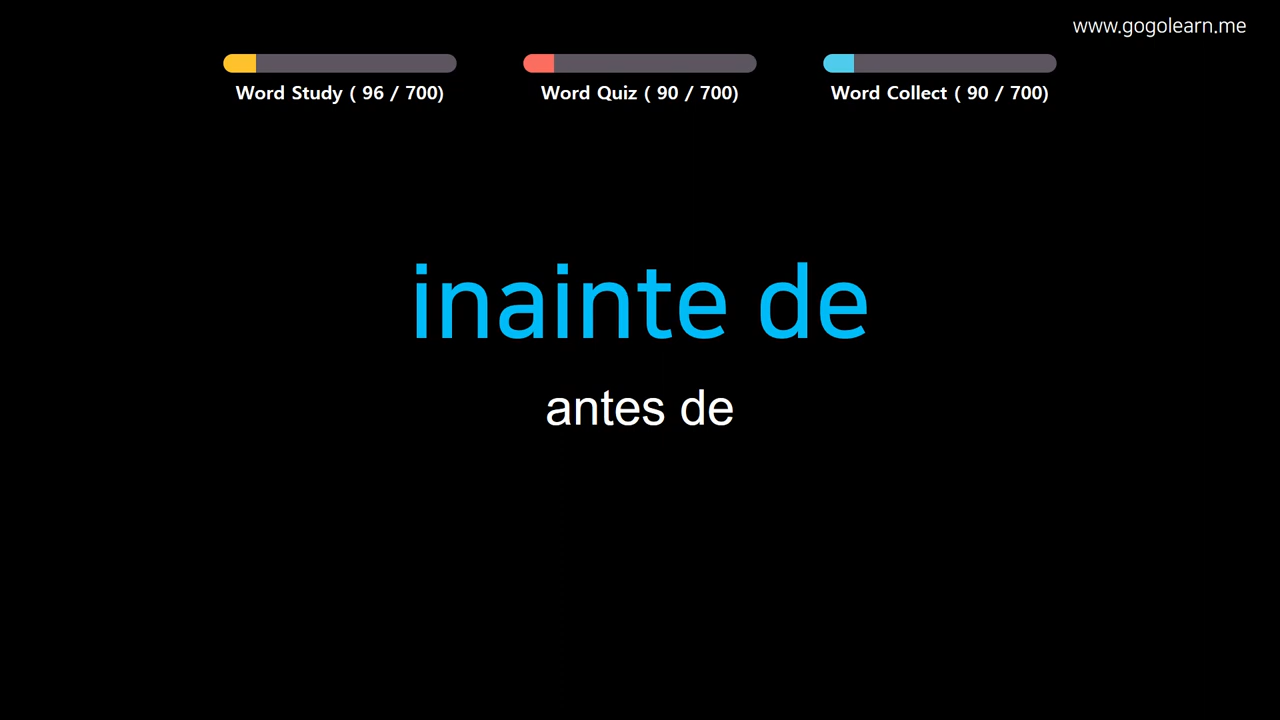 www.gogolearn.me
Word Study ( 96 / 700)
Word Quiz ( 90 / 700)
Word Collect ( 90 / 700)
inainte de
antes de